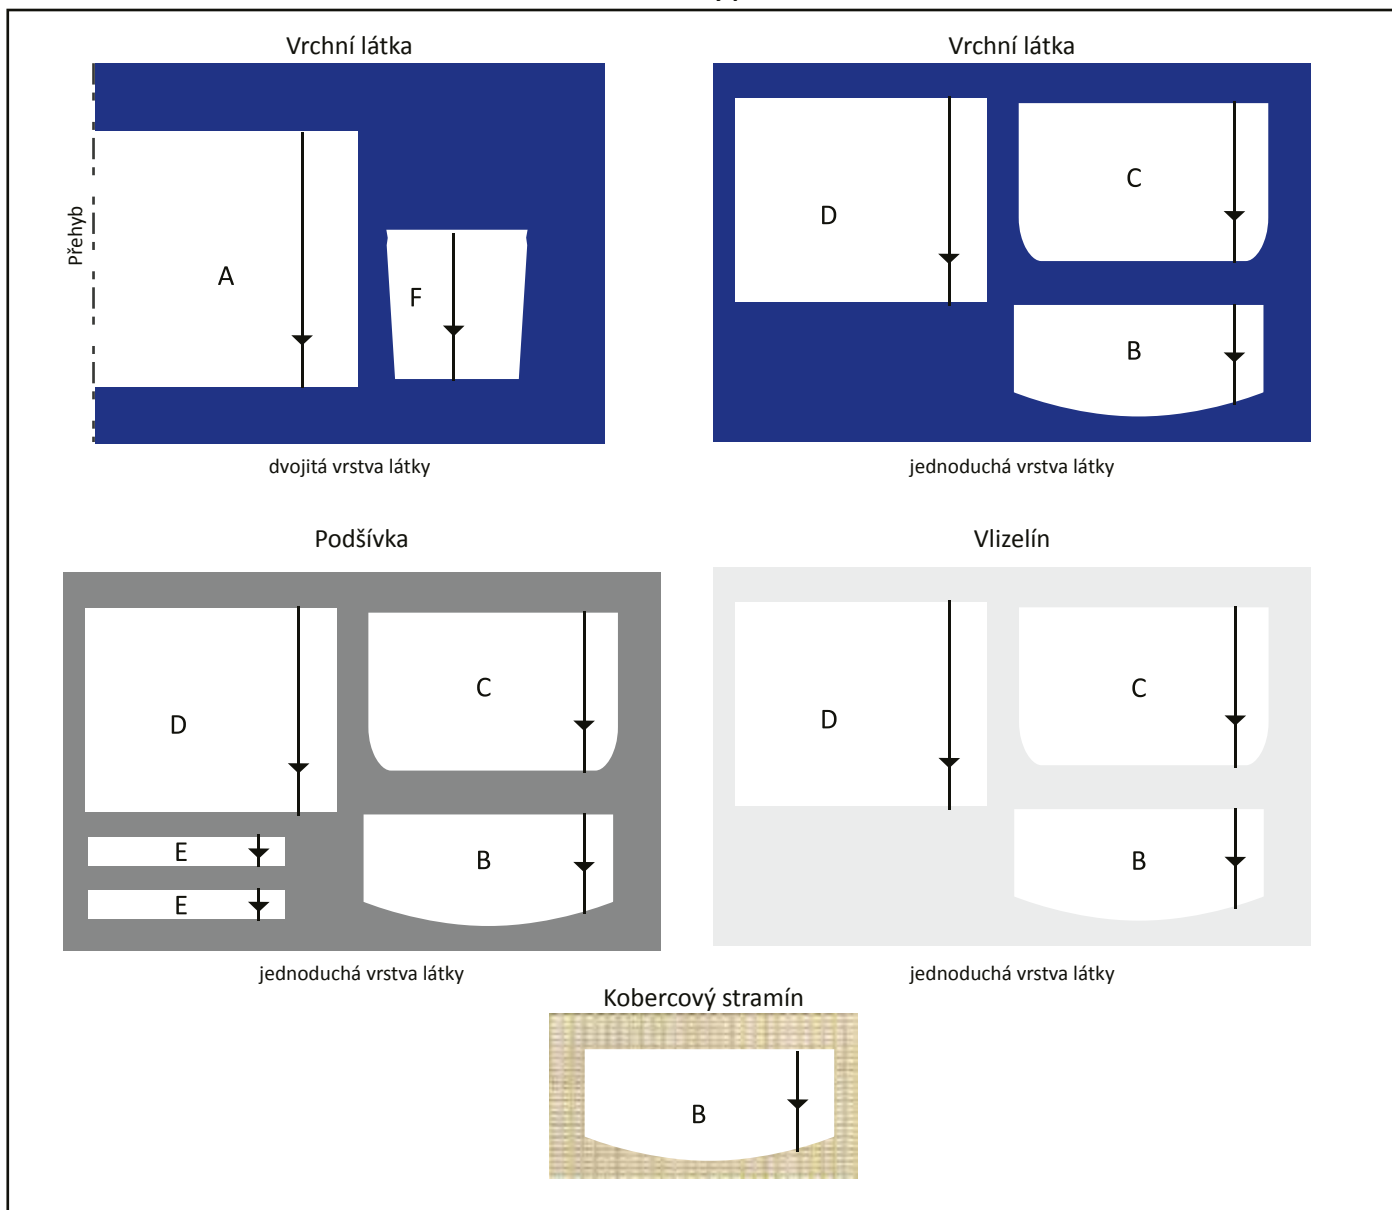 Vrchní látka
Přehyb
A
F
dvojitá vrstva látky
Vrchní látka
D
C
B
jednoduchá vrstva látky
Podšívka
D
C
E
E
B
jednoduchá vrstva látky
Vlizelín
D
C
B
jednoduchá vrstva látky
Kobercový stramín
B